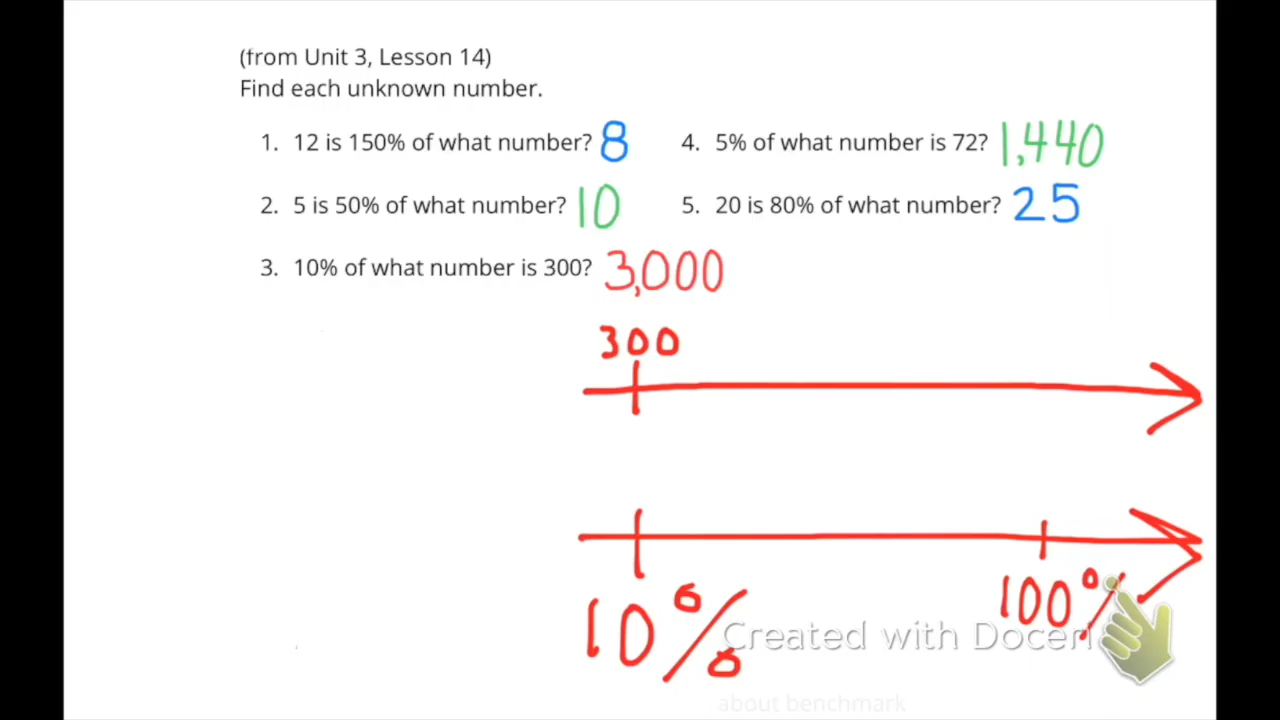 (from Unit 3, Lesson 14)
Find each unknown number.
1. 12 is 150% of what number? 8
2. 5 is 50% of what number? 10
3. 10% of what number is 300? 3,000
4. 5% of what number is 72? 1,440
5. 20 is 80% of what number? 25
300
10%
100%
Created with Doceri
about benchmark